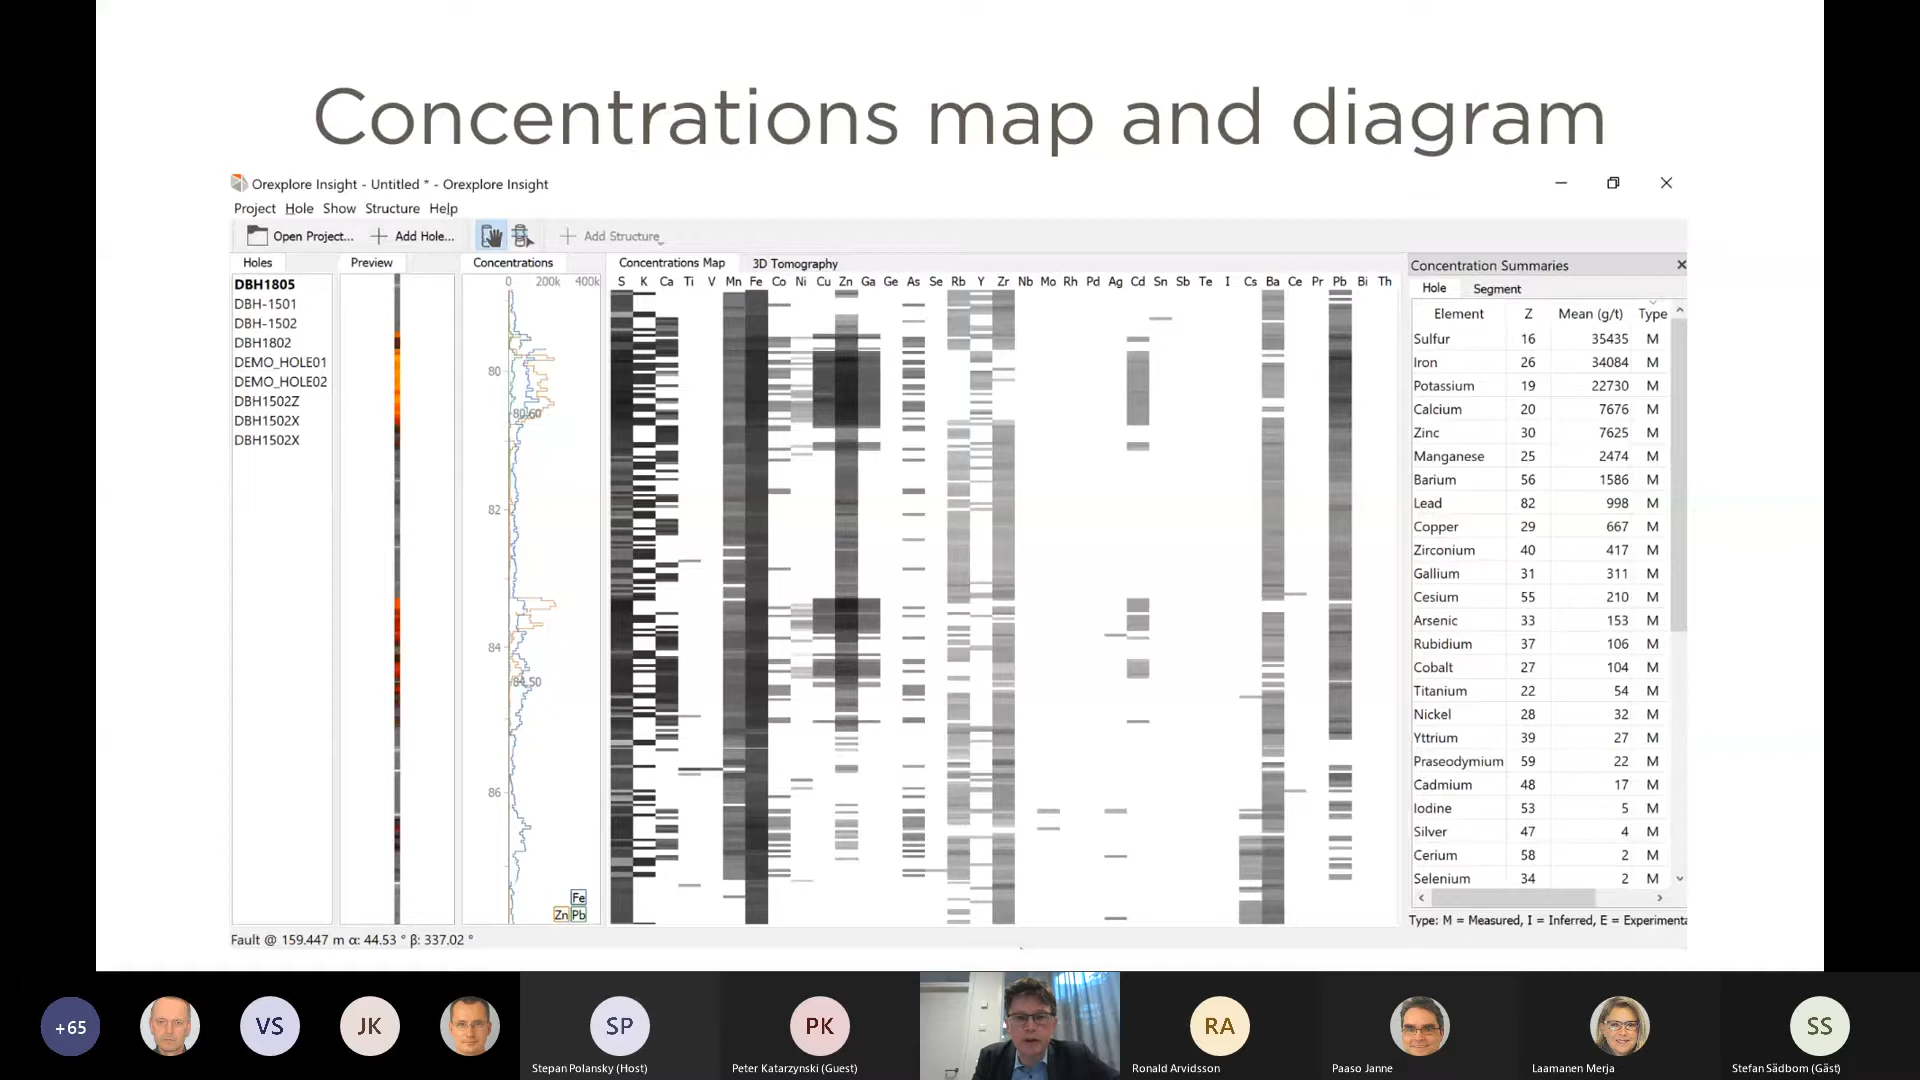 Concentrations map and diagram
Orexplore Insight - Untitled * - Orexplore Insight
Project Hole Show Structure Help
Open Project... Add Hole... Add Structure
Holes
DBH1805
DBH-1501
DBH-1502
DBH1802
DEMO_HOLE01
DEMO_HOLE02
DBH1502Z
DBH1502X
DBH1502X
Preview
Concentrations
0 200k 400k
80
80.60
82
84
84.50
86
Fe
Zn Pb
Concentrations Map 3D Tomography
S K Ca Ti V Mn Fe Co Ni Cu Zn Ga Ge As Se Rb Y Zr Nb Mo Rh Pd Ag Cd Sn Sb Te I Cs Ba Ce Pr Pb Bi Th
Concentration Summaries
Hole Segment
Element Z Mean (g/t) Type
Sulfur 16 35435 M
Iron 26 34084 M
Potassium 19 22730 M
Calcium 20 7676 M
Zinc 30 7625 M
Manganese 25 2474 M
Barium 56 1586 M
Lead 82 998 M
Copper 29 667 M
Zirconium 40 417 M
Gallium 31 311 M
Cesium 55 210 M
Arsenic 33 153 M
Rubidium 37 106 M
Cobalt 27 104 M
Titanium 22 54 M
Nickel 28 32 M
Yttrium 39 27 M
Praseodymium 59 22 M
Cadmium 48 17 M
Iodine 53 5 M
Silver 47 4 M
Cerium 58 2 M
Selenium 34 2 M
Type: M = Measured, I = Inferred, E = Experimenta
Fault @ 159.447 m α: 44.53 ° β: 337.02 °
+65
VS
JK
SP
Stepan Polansky (Host)
PK
Peter Katarzynski (Guest)
RA
Ronald Arvidsson
Paaso Janne
Laamanen Merja
SS
Stefan Sädbom (Gäst)